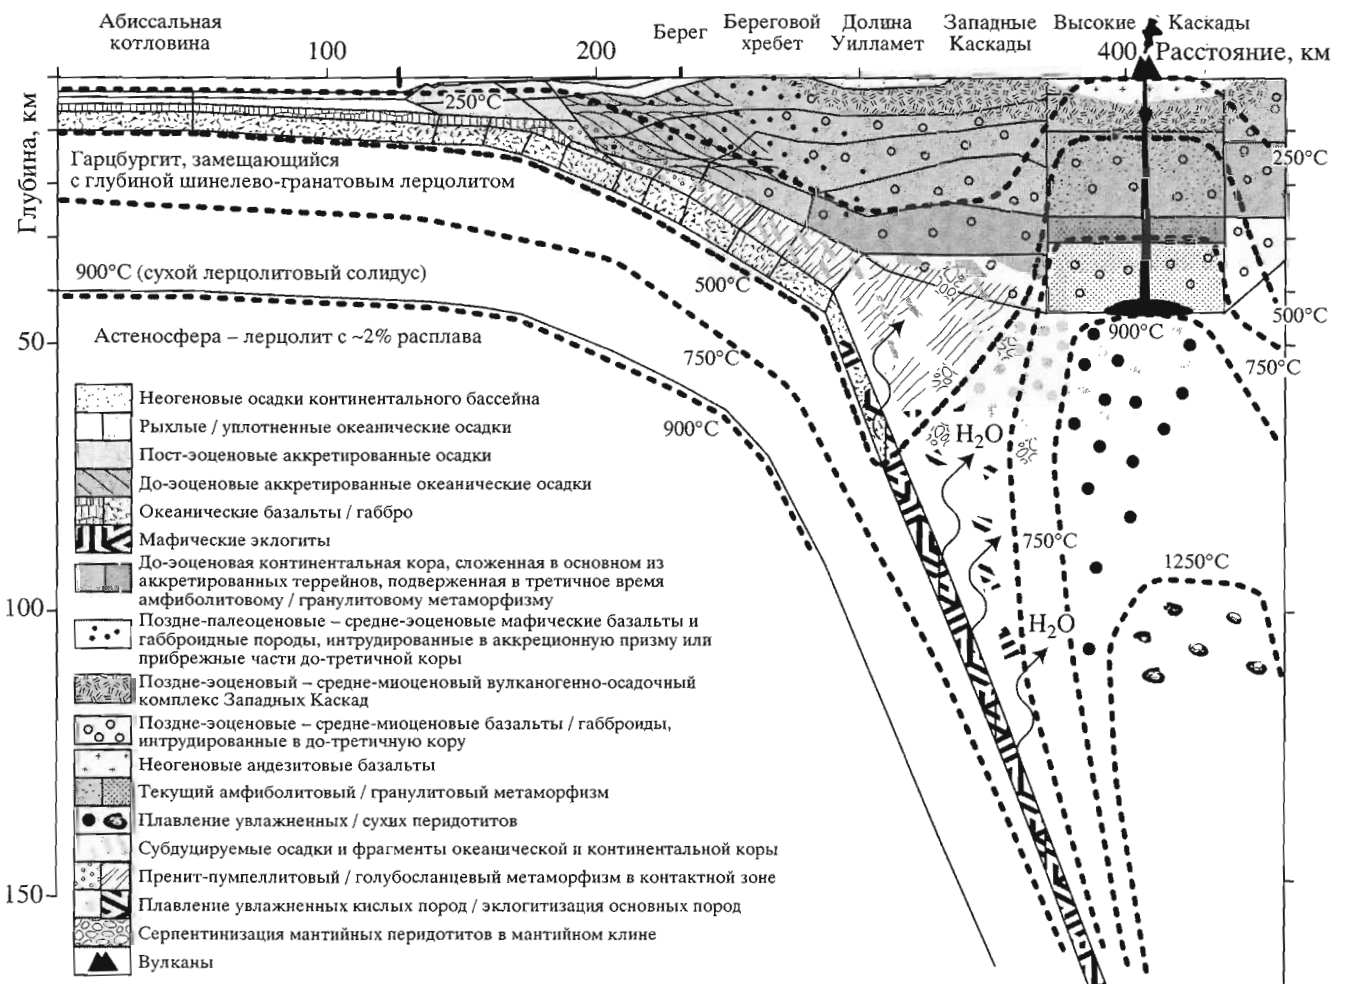 Абиссальная
котловина
Берег
Береговой
хребет
Долина
Уилламет
Западные
Каскады
Высокие Каскады
100
200
400
Расстояние, км
Глубина, км
50
100
150
250°C
Гарцбургит, замещающийся
с глубиной шинелево-гранатовым лерцолитом
900°C (сухой лерцолитовый солидус)
Астеносфера – лерцолит с ~2% расплава
500°C
750°C
900°C
H₂O
H₂O
750°C
900°C
1250°C
250°C
500°C
750°C
Неогеновые осадки континентального бассейна
Рыхлые / уплотненные океанические осадки
Пост-эоценовые аккретированные осадки
До-эоценовые аккретированные океанические осадки
Океанические базальты / габбро
Мафические эклогиты
До-эоценовая континентальная кора, сложенная в основном из
аккретированных террейнов, подверженная в третичное время
амфиболитовому / гранулитовому метаморфизму
Поздне-палеоценовые – средне-эоценовые мафические базальты и
габброидные породы, интрудированные в аккреционную призму или
прибрежные части до-третичной коры
Поздне-эоценовый – средне-миоценовый вулканогенно-осадочный
комплекс Западных Каскад
Поздне-эоценовые – средне-миоценовые базальты / габброиды,
интрудированные в до-третичную кору
Неогеновые андезитовые базальты
Текущий амфиболитовый / гранулитовый метаморфизм
Плавление увлажненных / сухих перидотитов
Субдуцируемые осадки и фрагменты океанической и континентальной коры
Пренит-пумпеллитовый / голубосланцевый метаморфизм в контактной зоне
Плавление увлажненных кислых пород / эклогитизация основных пород
Серпентинизация мантийных перидотитов в мантийном клине
Вулканы